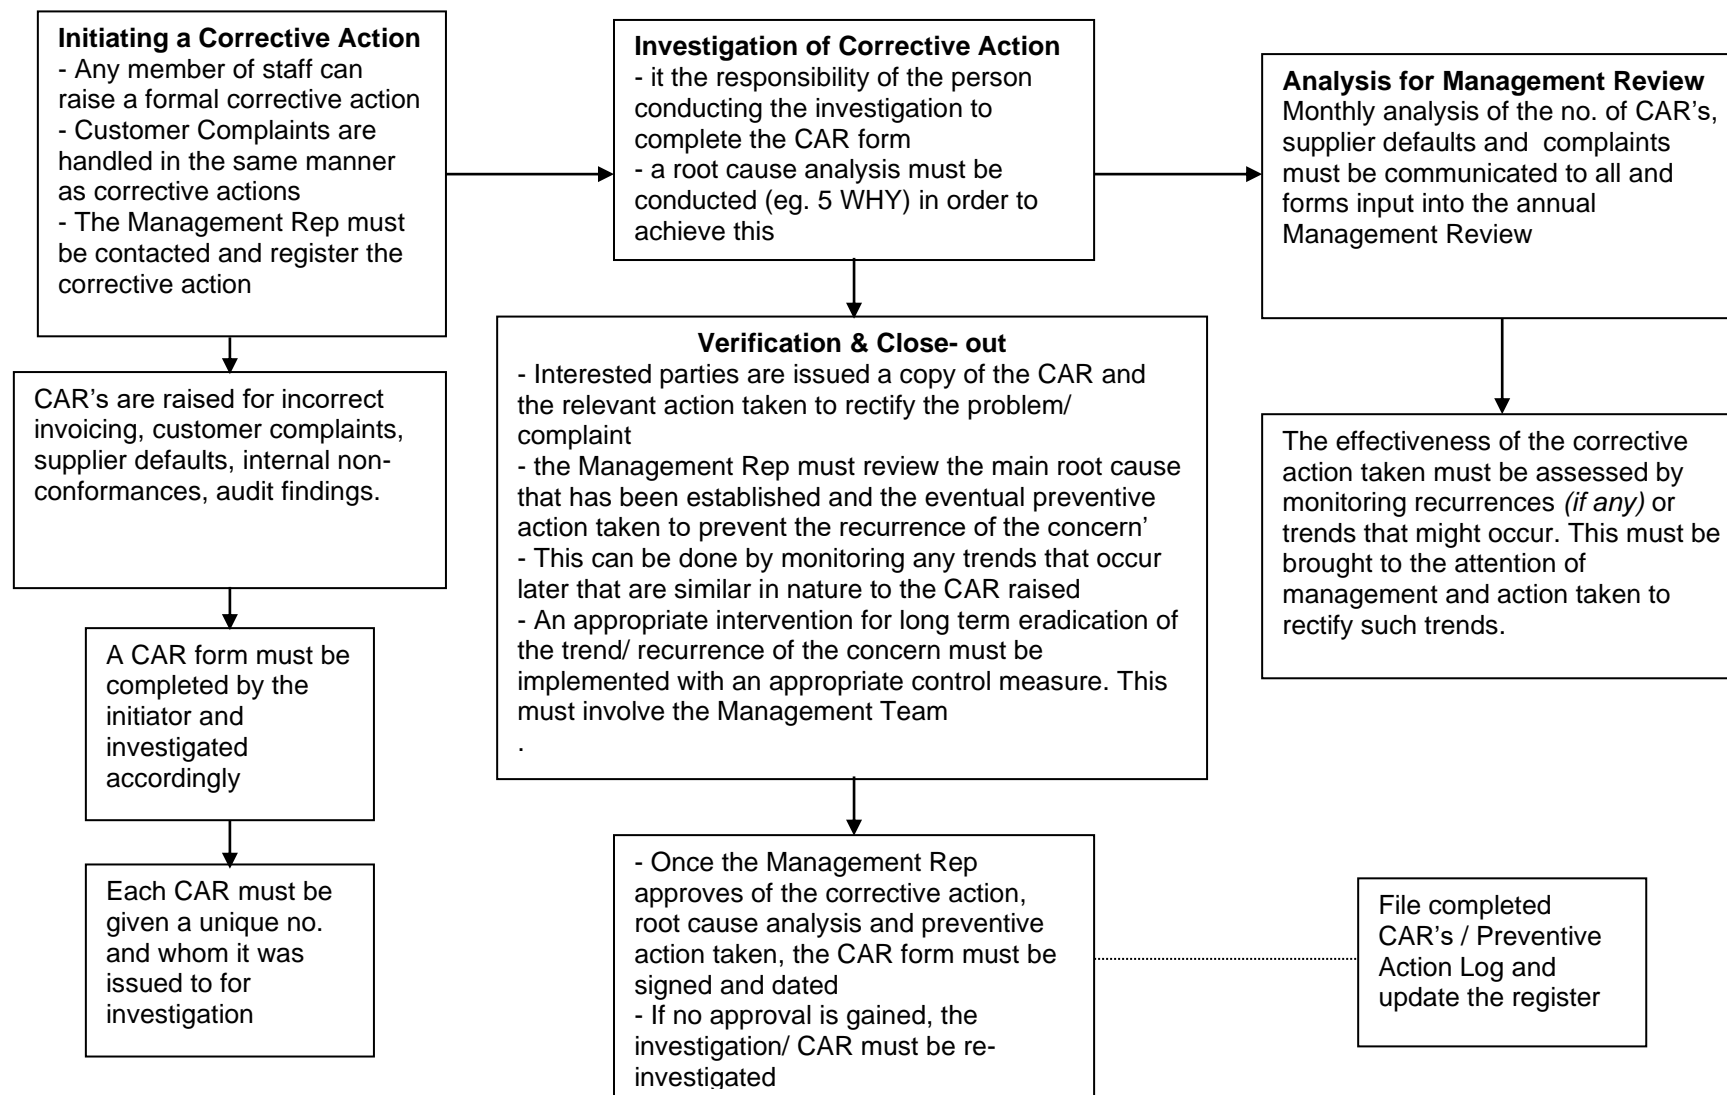 Initiating a Corrective Action
- Any member of staff can
raise a formal corrective action
- Customer Complaints are
handled in the same manner
as corrective actions
- The Management Rep must
be contacted and register the
corrective action
CAR’s are raised for incorrect
invoicing, customer complaints,
supplier defaults, internal non-
conformances, audit findings.
A CAR form must be
completed by the
initiator and
investigated
accordingly
Each CAR must be
given a unique no.
and whom it was
issued to for
investigation
Investigation of Corrective Action
- it the responsibility of the person
conducting the investigation to
complete the CAR form
- a root cause analysis must be
conducted (eg. 5 WHY) in order to
achieve this
Verification & Close- out
- Interested parties are issued a copy of the CAR and
the relevant action taken to rectify the problem/
complaint
- the Management Rep must review the main root cause
that has been established and the eventual preventive
action taken to prevent the recurrence of the concern’
- This can be done by monitoring any trends that occur
later that are similar in nature to the CAR raised
- An appropriate intervention for long term eradication of
the trend/ recurrence of the concern must be
implemented with an appropriate control measure. This
must involve the Management Team
.
- Once the Management Rep
approves of the corrective action,
root cause analysis and preventive
action taken, the CAR form must be
signed and dated
- If no approval is gained, the
investigation/ CAR must be re-
investigated
Analysis for Management Review
Monthly analysis of the no. of CAR’s,
supplier defaults and  complaints
must be communicated to all and
forms input into the annual
Management Review
The effectiveness of the corrective
action taken must be assessed by
monitoring recurrences (if any) or
trends that might occur. This must be
brought to the attention of
management and action taken to
rectify such trends.
File completed
CAR’s / Preventive
Action Log and
update the register